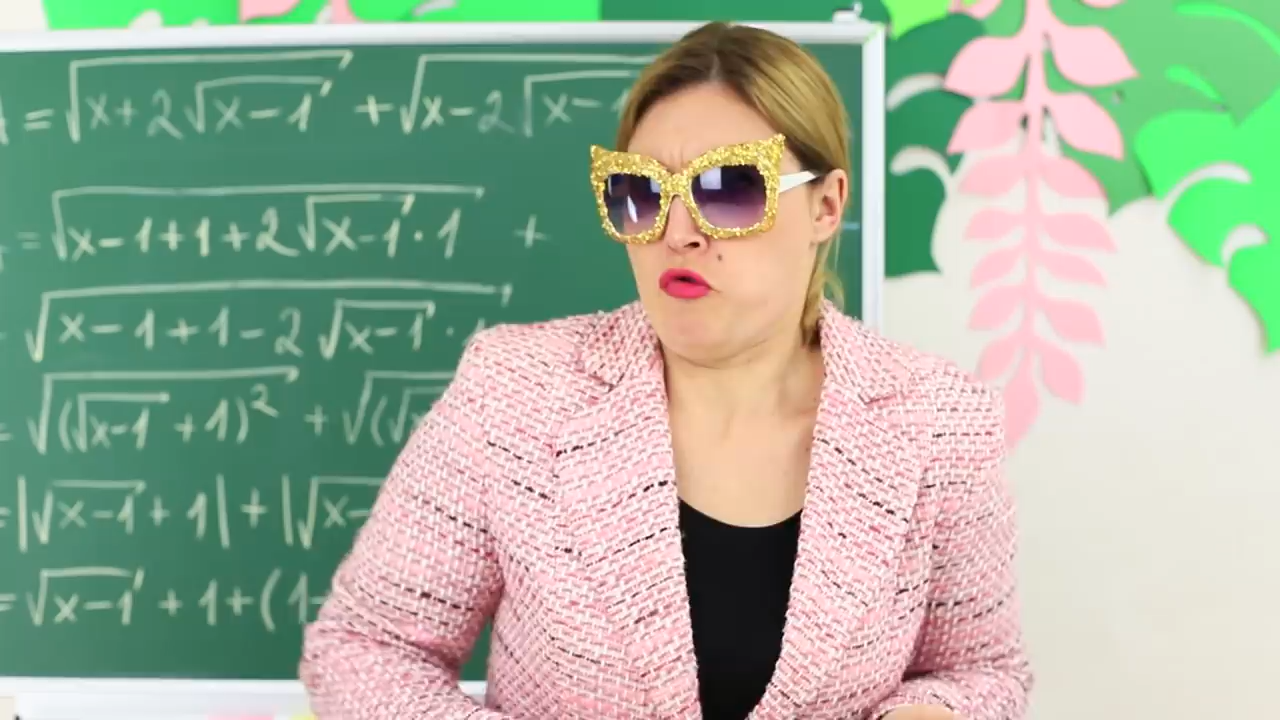 = √(x+2√(x-1)) + √(x-2√(x-
= √(x-1+1+2√(x-1)·1) +
√(x-1+1-2√(x-1)·
= √((√(x-1)+1)²) + √((√
= |√(x-1)+1|+|√(x-
= √(x-1)+1+(1-